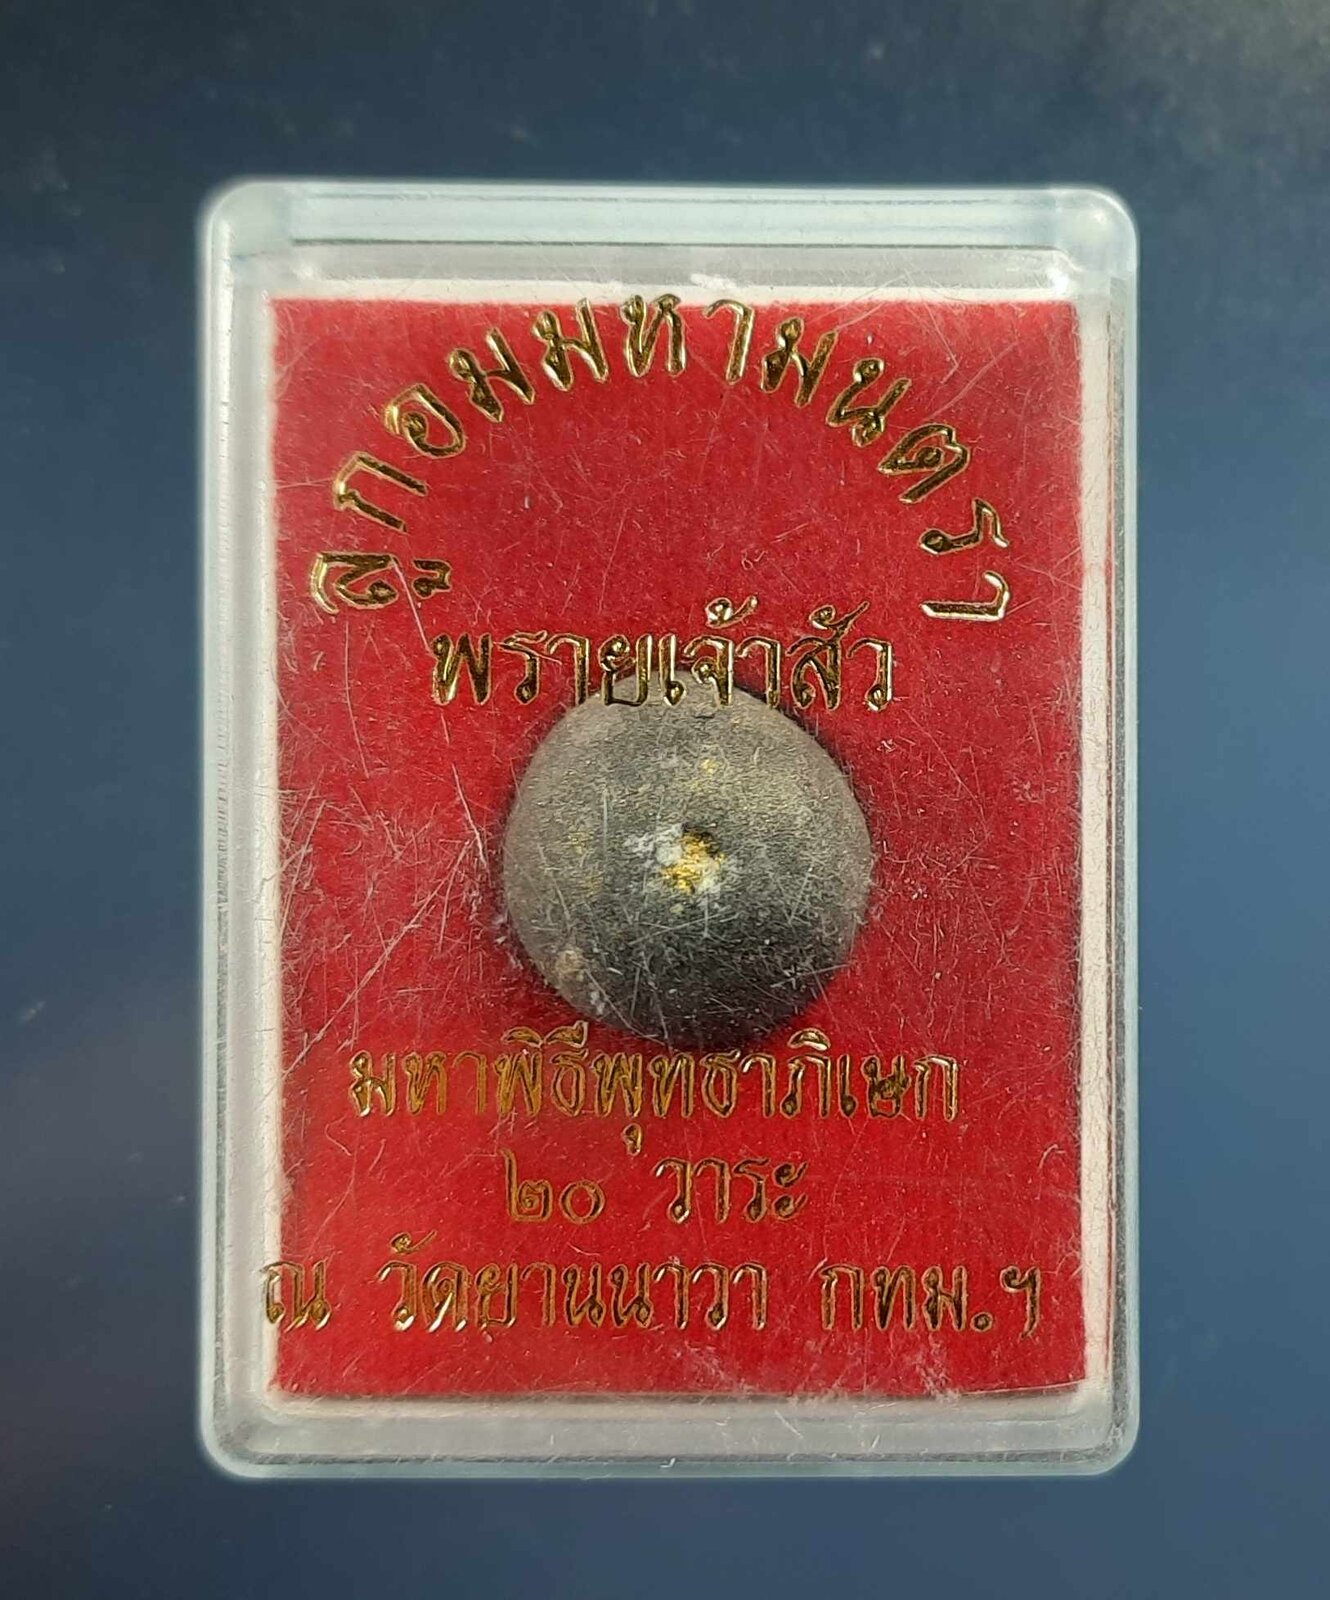 ลูกอมมหามนตรา
พรายเจ้าสัว
มหาพิธีพุทธาภิเษก
๒๐ วาระ
ณ วัดยานนาวา กทม.ฯ